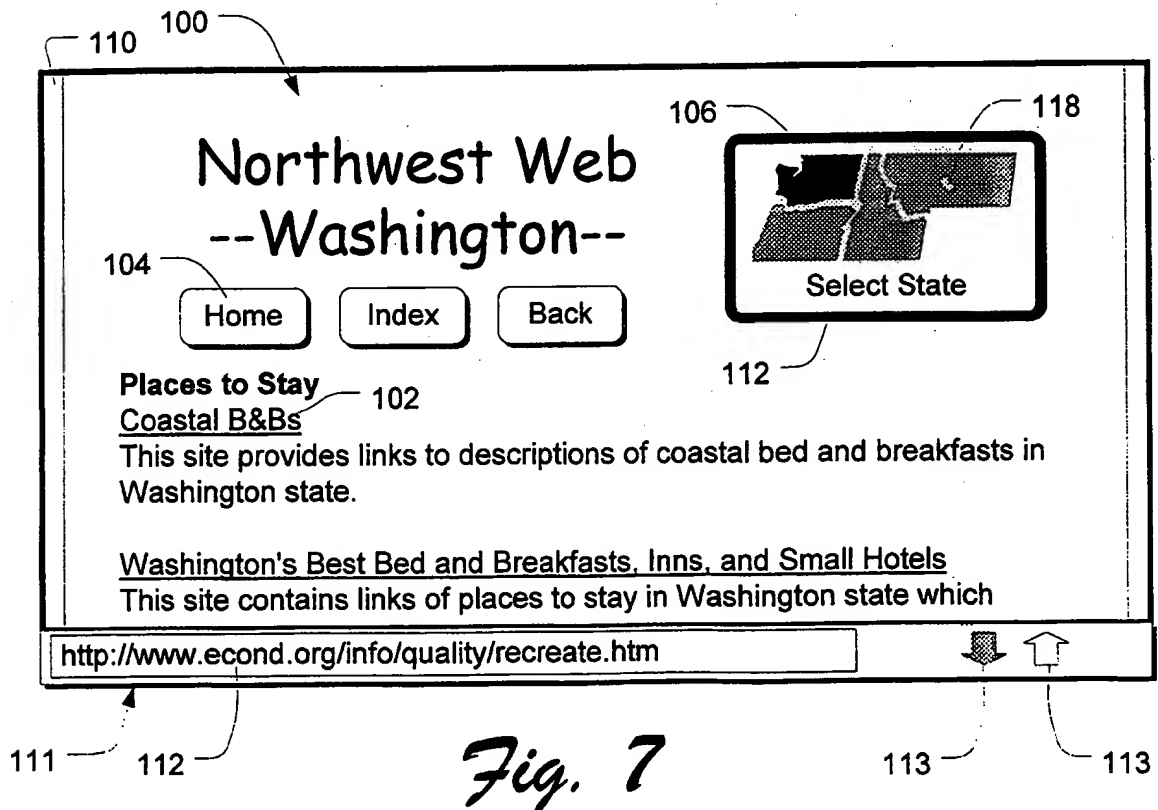 100
110
106
118
Northwest Web
--Washington--
104
Select State
Home
Index
Back
112
Places to Stay
102
Coastal B&Bs
This site provides links to descriptions of coastal bed and breakfasts in
Washington state.
Washington's Best Bed and Breakfasts, Inns, and Small Hotels
This site contains links of places to stay in Washington state which
http://www.econd.org/info/quality/recreate.htm
111
112
Fig. 7
113
113